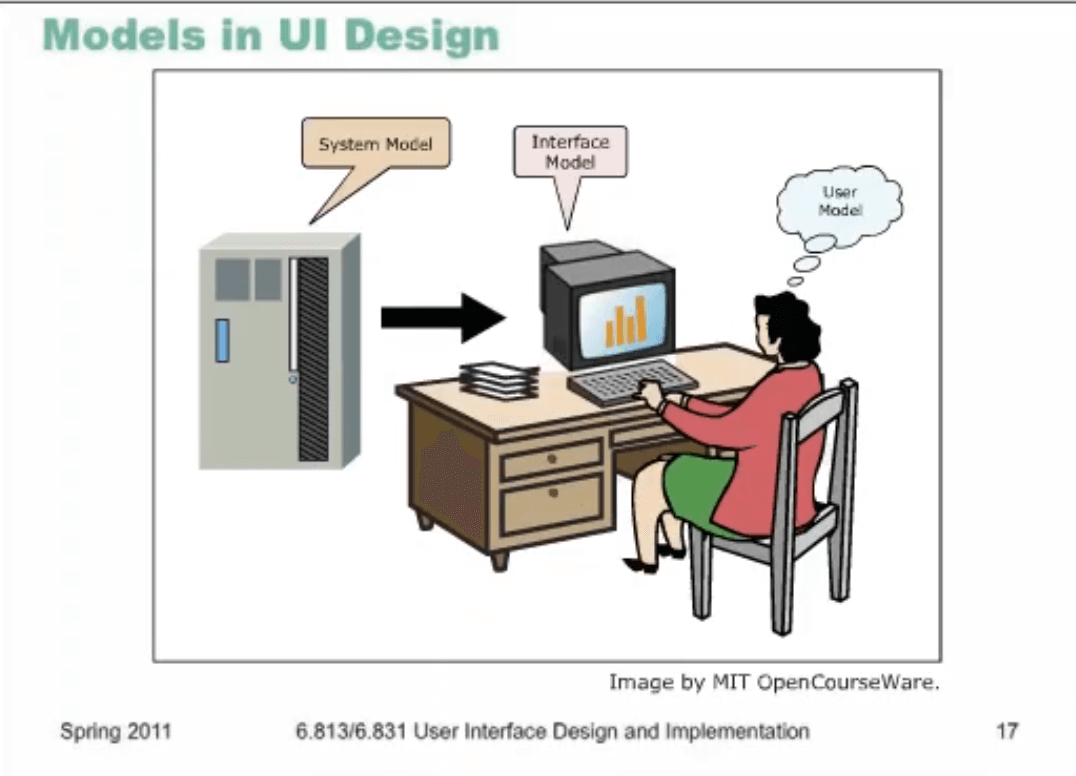 Models in UI Design
System Model
Interface
Model
User
Model
Image by MIT OpenCourseWare.
Spring 2011
6.813/6.831 User Interface Design and Implementation
17